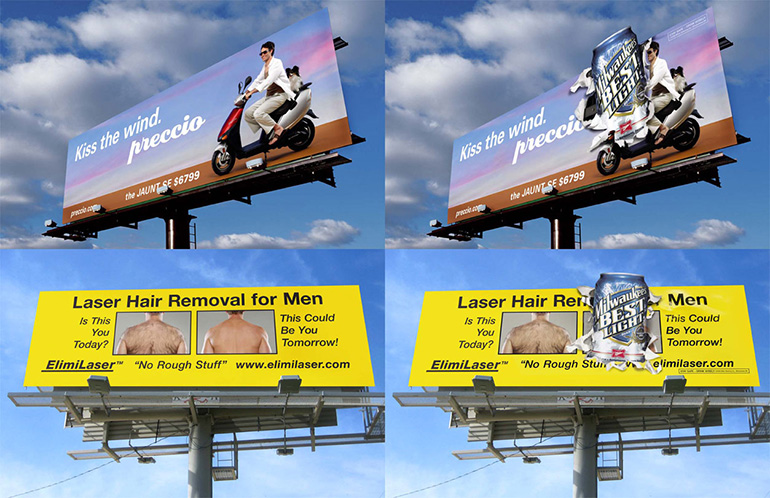 Kiss the wind.
preccio
the JAUNT SE $6799
preccio.com
Kiss the wind.
preccio
the JAUNT SE $6799
preccio.com
Milwaukee's
BEST
LIGHT
Laser Hair Removal for Men
Is This
You
Today?
This Could
Be You
Tomorrow!
ElimiLaser™ "No Rough Stuff" www.elimilaser.com
Laser Hair Re Men
Is This
You
Today?
This Could
Be You
Tomorrow!
ElimiLaser™ "No Rough Stu elimilaser.com
Milwaukee's
BEST
LIGHT